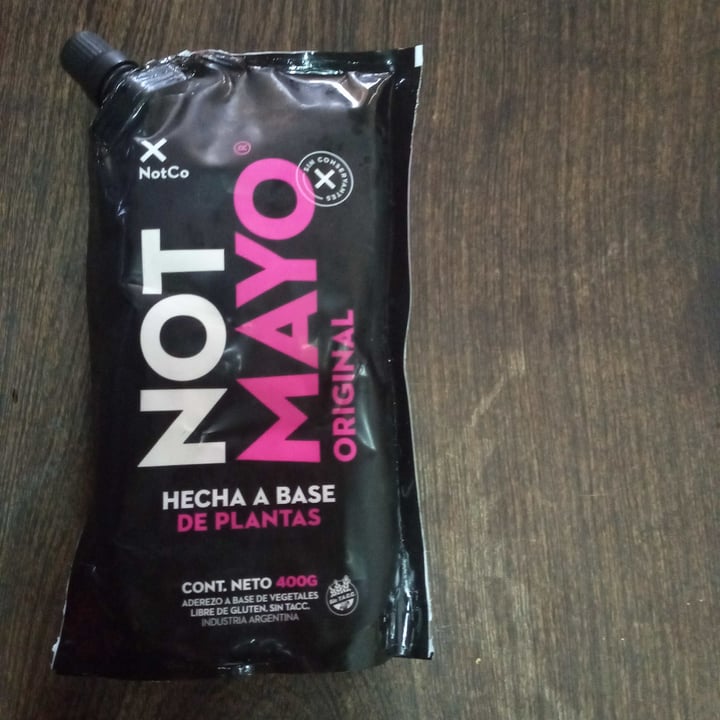 NotCo
NOT
MAYO
ORIGINAL
SIN CONSERVANTES
HECHA A BASE
DE PLANTAS
CONT. NETO 400G
ADEREZO A BASE DE VEGETALES
LIBRE DE GLUTEN. SIN TACC.
INDUSTRIA ARGENTINA
Sin T.A.C.C.